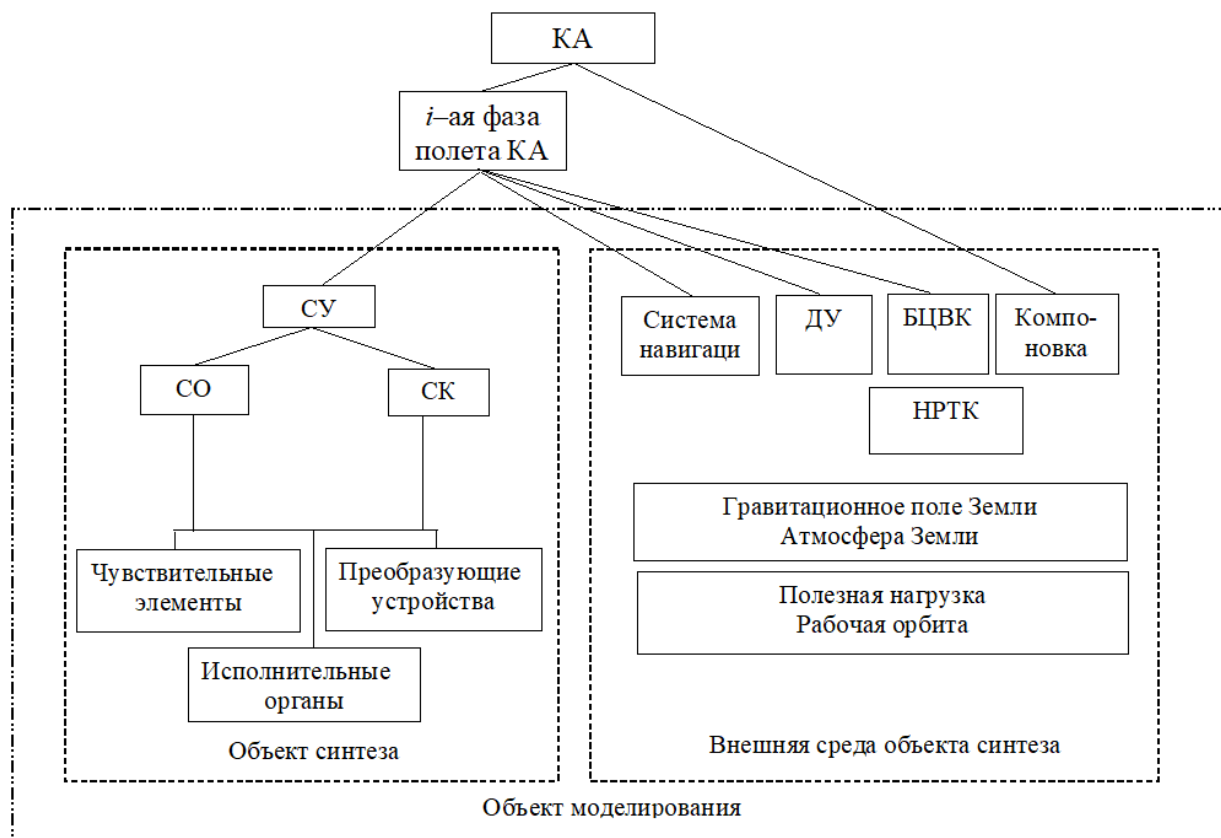 КА
i–ая фаза
полета КА
СУ
СО
СК
Чувствительные
элементы
Преобразующие
устройства
Исполнительные
органы
Объект синтеза
Система
навигаци
ДУ
БЦВК
Компо-
новка
НРТК
Гравитационное поле Земли
Атмосфера Земли
Полезная нагрузка
Рабочая орбита
Внешняя среда объекта синтеза
Объект моделирования